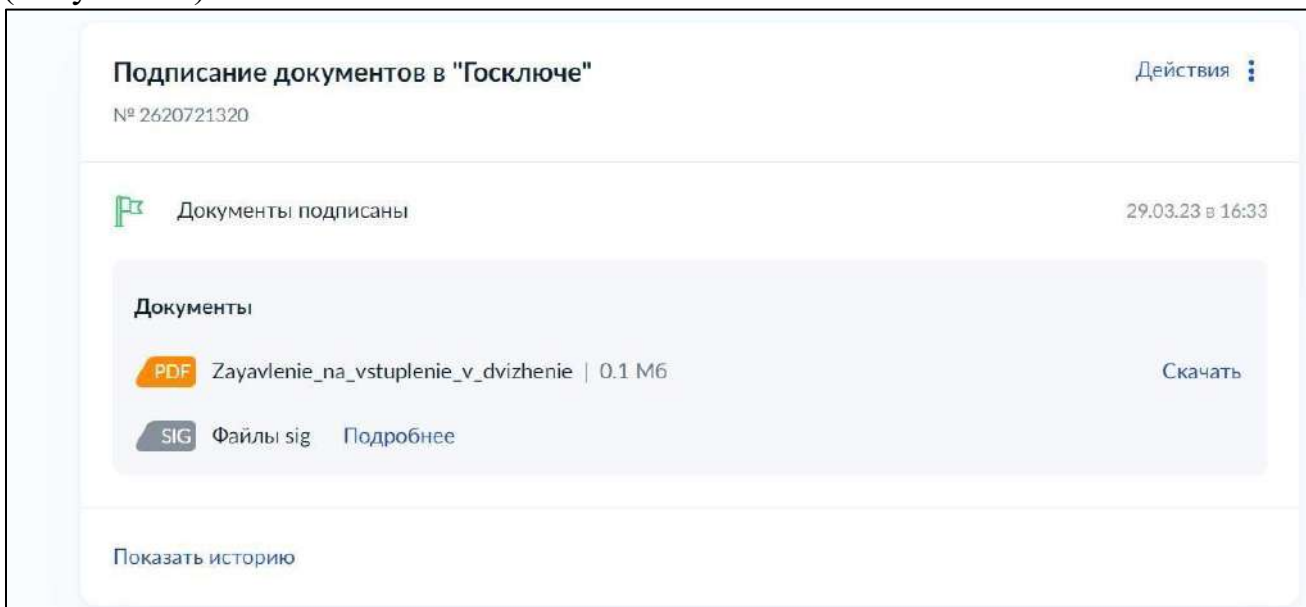 Подписание документов в "Госключе"
Действия
№ 2620721320
Документы подписаны
29.03.23 в 16:33
Документы
PDF Zayavlenie_na_vstuplenie_v_dvizhenie | 0.1 Мб
Скачать
SIG Файлы sig Подробнее
Показать историю